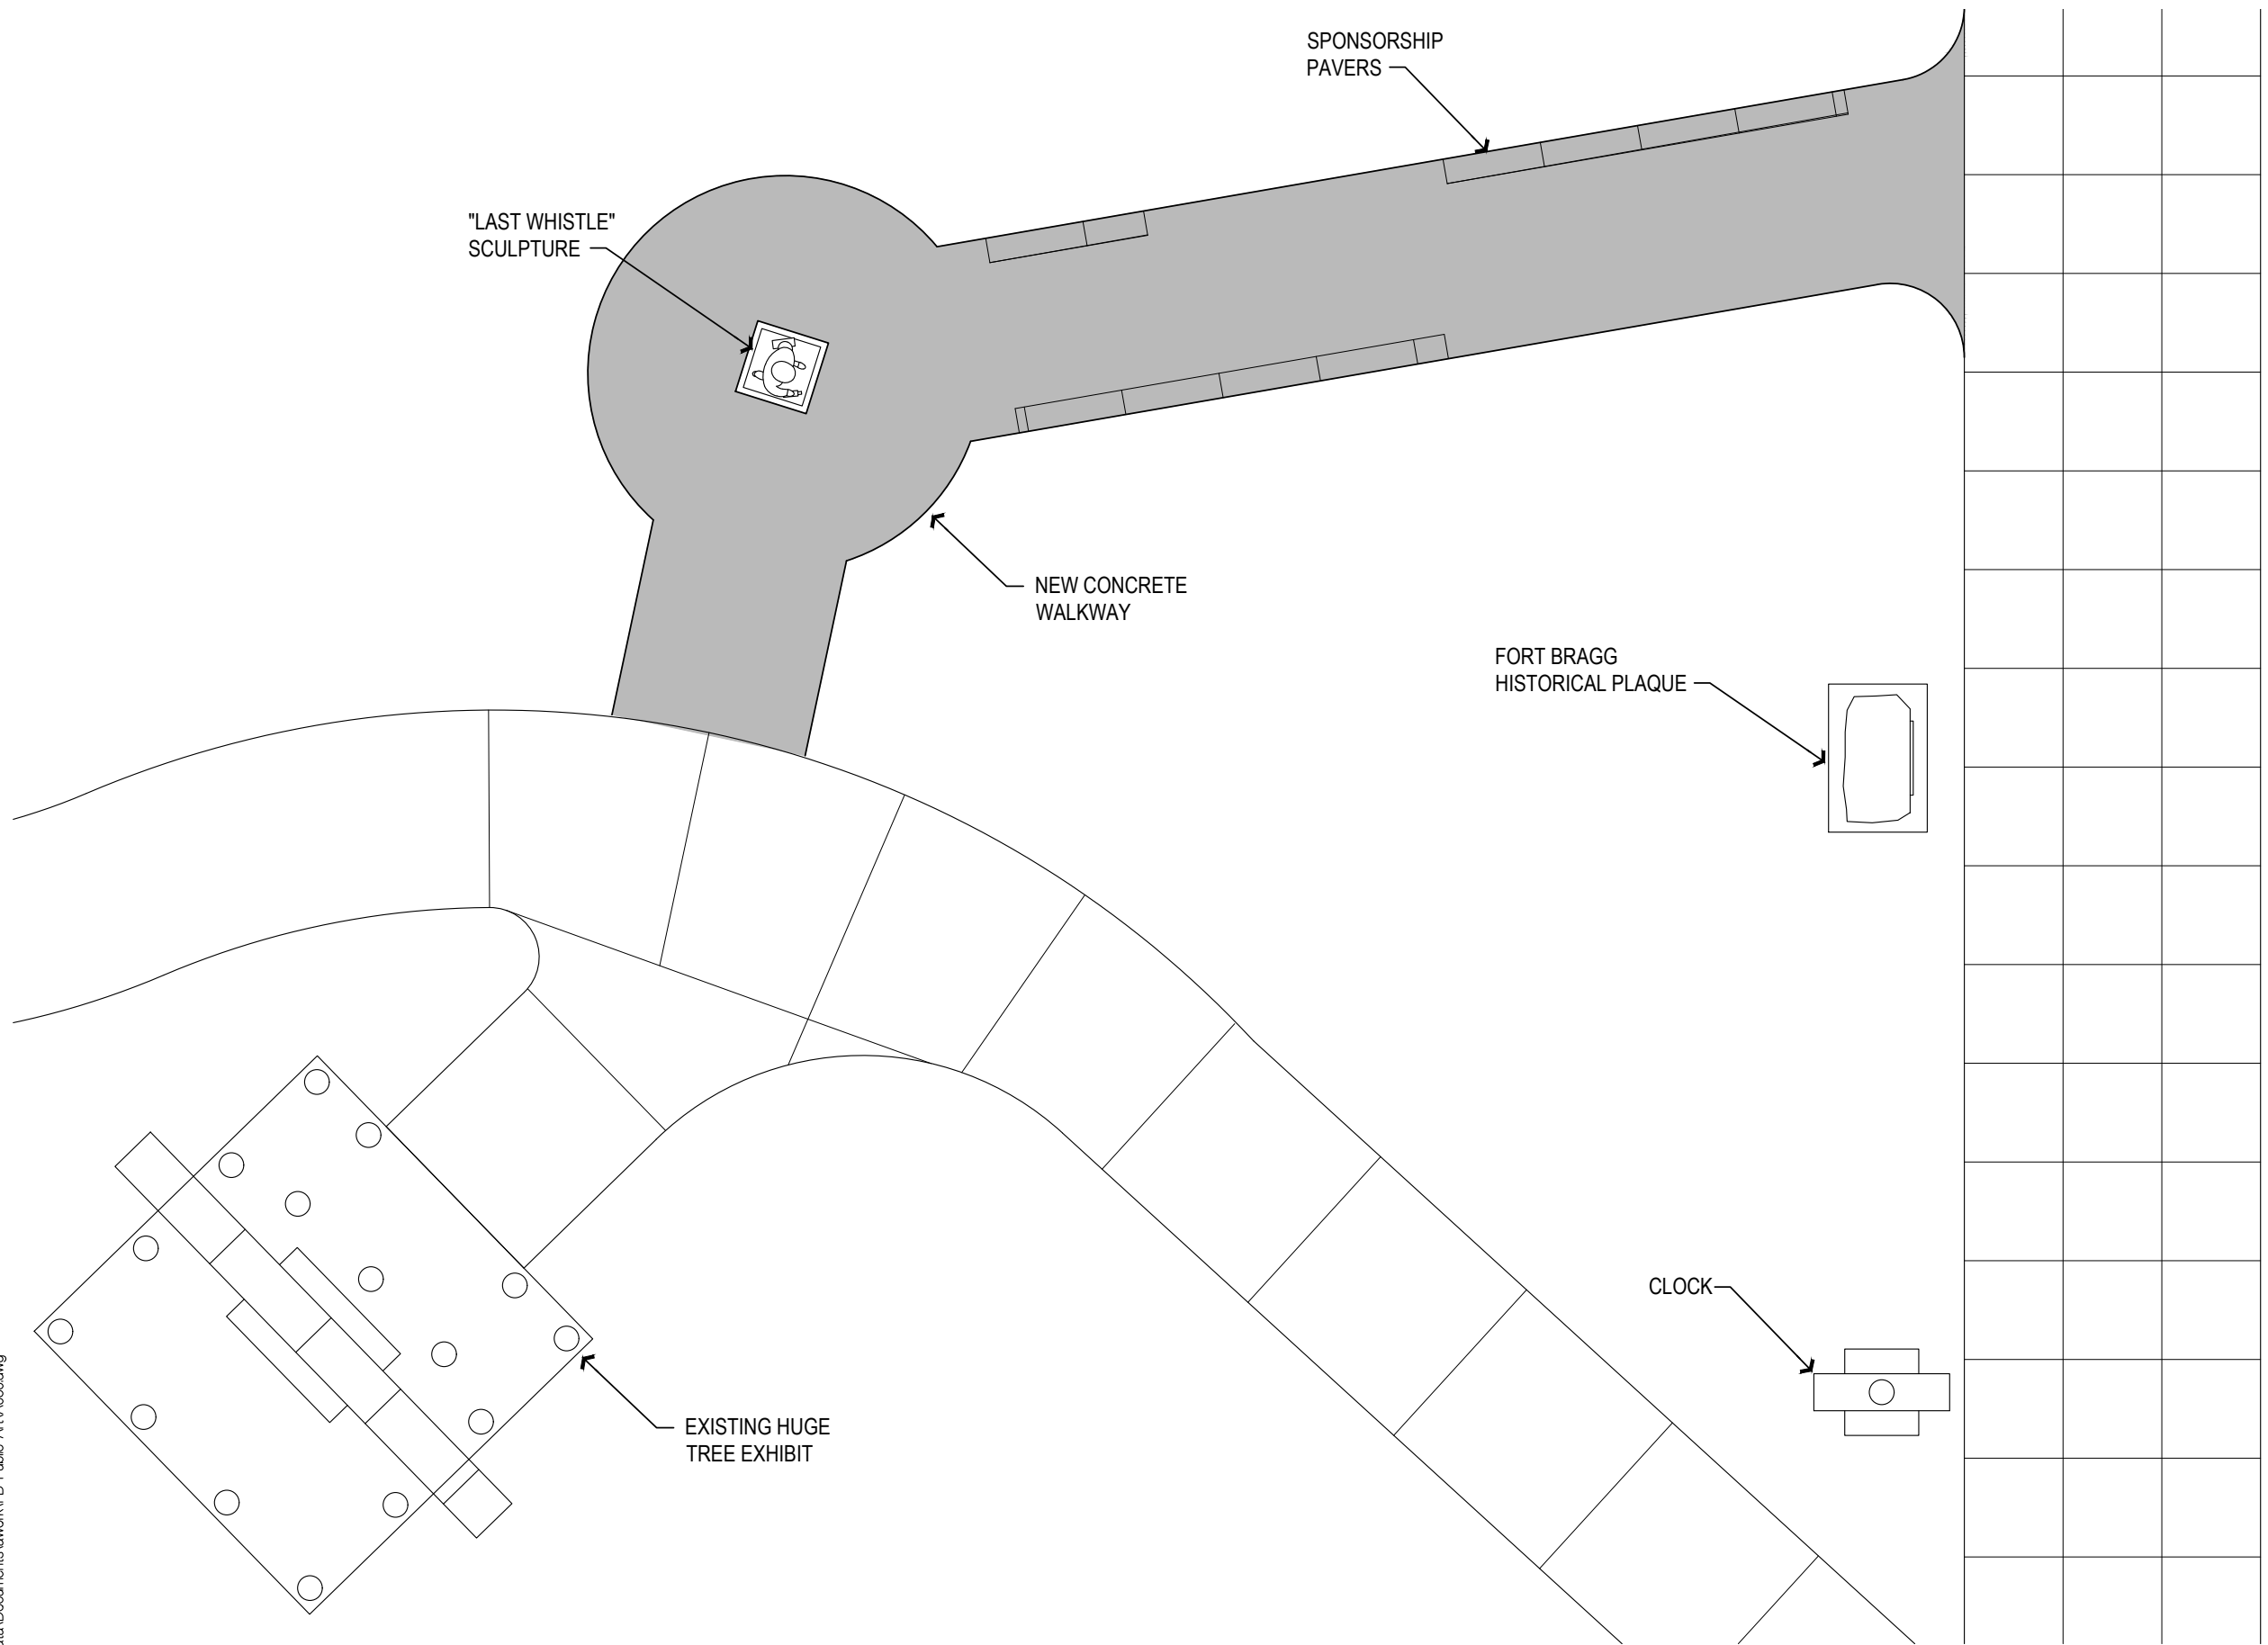 SPONSORSHIP
PAVERS
"LAST WHISTLE"
SCULPTURE
NEW CONCRETE
WALKWAY
FORT BRAGG
HISTORICAL PLAQUE
CLOCK
EXISTING HUGE
TREE EXHIBIT